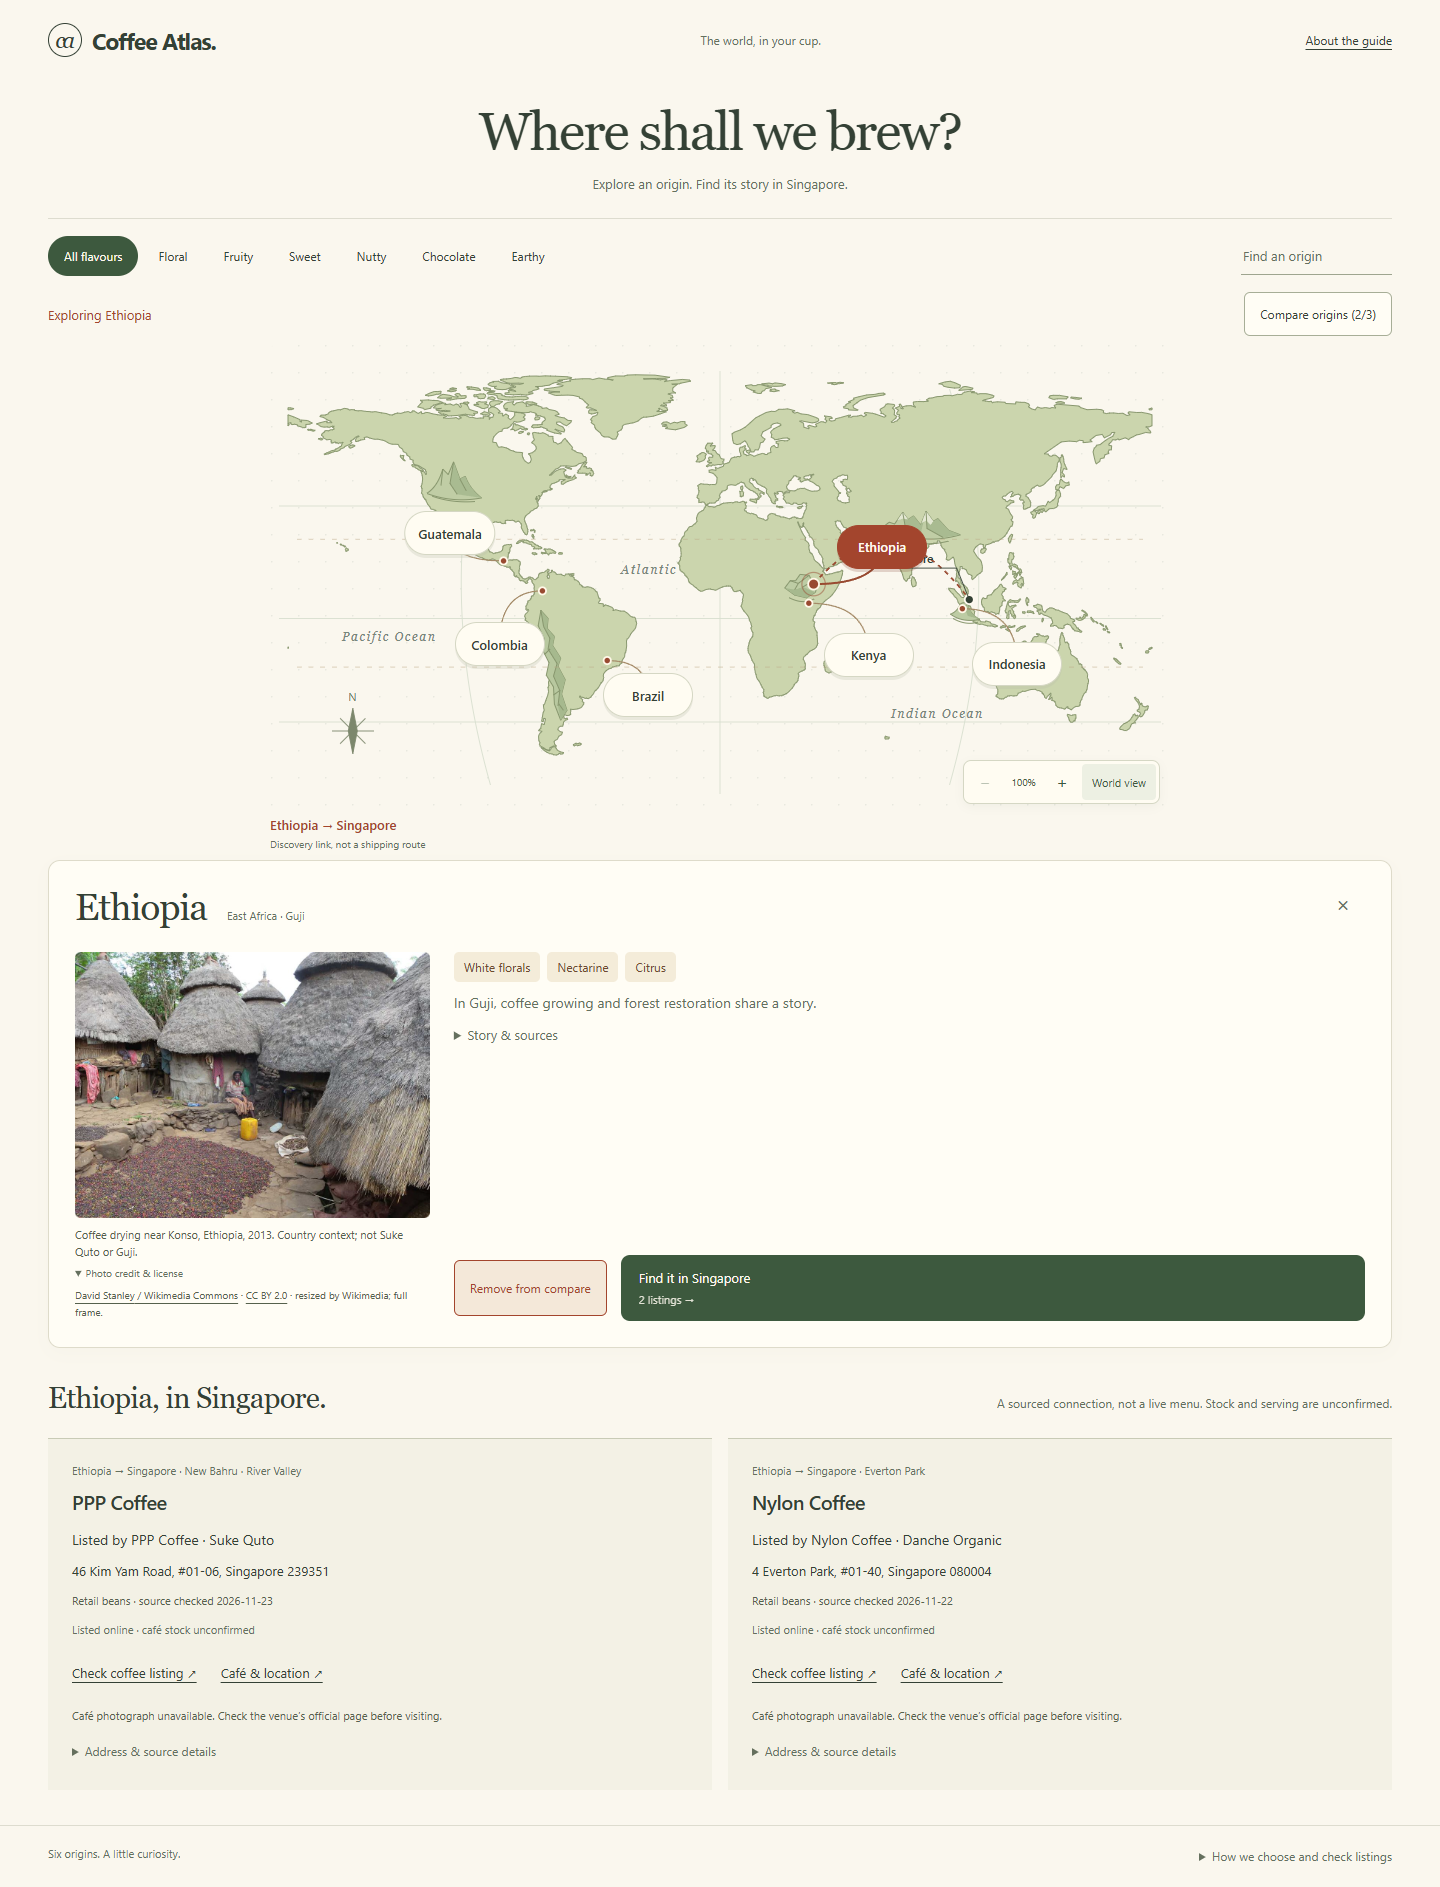 ca Coffee Atlas.
The world, in your cup.
About the guide
Where shall we brew?
Explore an origin. Find its story in Singapore.
All flavours
Floral
Fruity
Sweet
Nutty
Chocolate
Earthy
Find an origin
Exploring Ethiopia
Compare origins (2/3)
Guatemala
Ethiopia
Atlantic
Pacific Ocean
Colombia
Kenya
Indonesia
Brazil
N
Indian Ocean
− 100% + World view
Ethiopia → Singapore
Discovery link, not a shipping route
Ethiopia
East Africa · Guji
×
White florals
Nectarine
Citrus
In Guji, coffee growing and forest restoration share a story.
▶ Story & sources
Coffee drying near Konso, Ethiopia, 2013. Country context; not Suke
Quto or Guji.
▼ Photo credit & license
David Stanley / Wikimedia Commons · CC BY 2.0 · resized by Wikimedia; full
frame.
Remove from compare
Find it in Singapore
2 listings →
Ethiopia, in Singapore.
A sourced connection, not a live menu. Stock and serving are unconfirmed.
Ethiopia → Singapore · New Bahru · River Valley
PPP Coffee
Listed by PPP Coffee · Suke Quto
46 Kim Yam Road, #01-06, Singapore 239351
Retail beans · source checked 2026-11-23
Listed online · café stock unconfirmed
Check coffee listing ↗
Café & location ↗
Café photograph unavailable. Check the venue's official page before visiting.
▶ Address & source details
Ethiopia → Singapore · Everton Park
Nylon Coffee
Listed by Nylon Coffee · Danche Organic
4 Everton Park, #01-40, Singapore 080004
Retail beans · source checked 2026-11-22
Listed online · café stock unconfirmed
Check coffee listing ↗
Café & location ↗
Café photograph unavailable. Check the venue's official page before visiting.
▶ Address & source details
Six origins. A little curiosity.
▶ How we choose and check listings